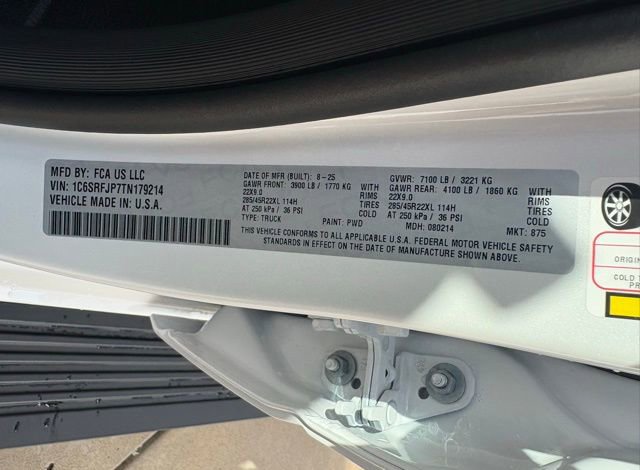 MFD BY: FCA US LLC
VIN: 1C6SRFJP7TN179214
VEHICLE MADE IN U.S.A.
DATE OF MFR (BUILT): 8-25
GAWR FRONT: 3900 LB / 1770 KG WITH
22X9.0 RIMS
285/45R22XL 114H TIRES
AT 250 kPa / 36 PSI COLD
TYPE: TRUCK PAINT: PWD
GVWR: 7100 LB / 3221 KG
GAWR REAR: 4100 LB / 1860 KG WITH
22X9.0 RIMS
285/45R22XL 114H TIRES
AT 250 kPa / 36 PSI COLD
MDH: 080214 MKT: 875
THIS VEHICLE CONFORMS TO ALL APPLICABLE U.S.A. FEDERAL MOTOR VEHICLE SAFETY
STANDARDS IN EFFECT ON THE DATE OF MANUFACTURE SHOWN ABOVE.
ORIGIN
COLD T
PR